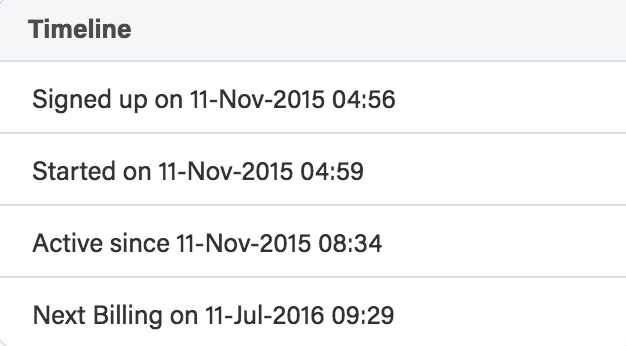 Timeline
Signed up on 11-Nov-2015 04:56
Started on 11-Nov-2015 04:59
Active since 11-Nov-2015 08:34
Next Billing on 11-Jul-2016 09:29